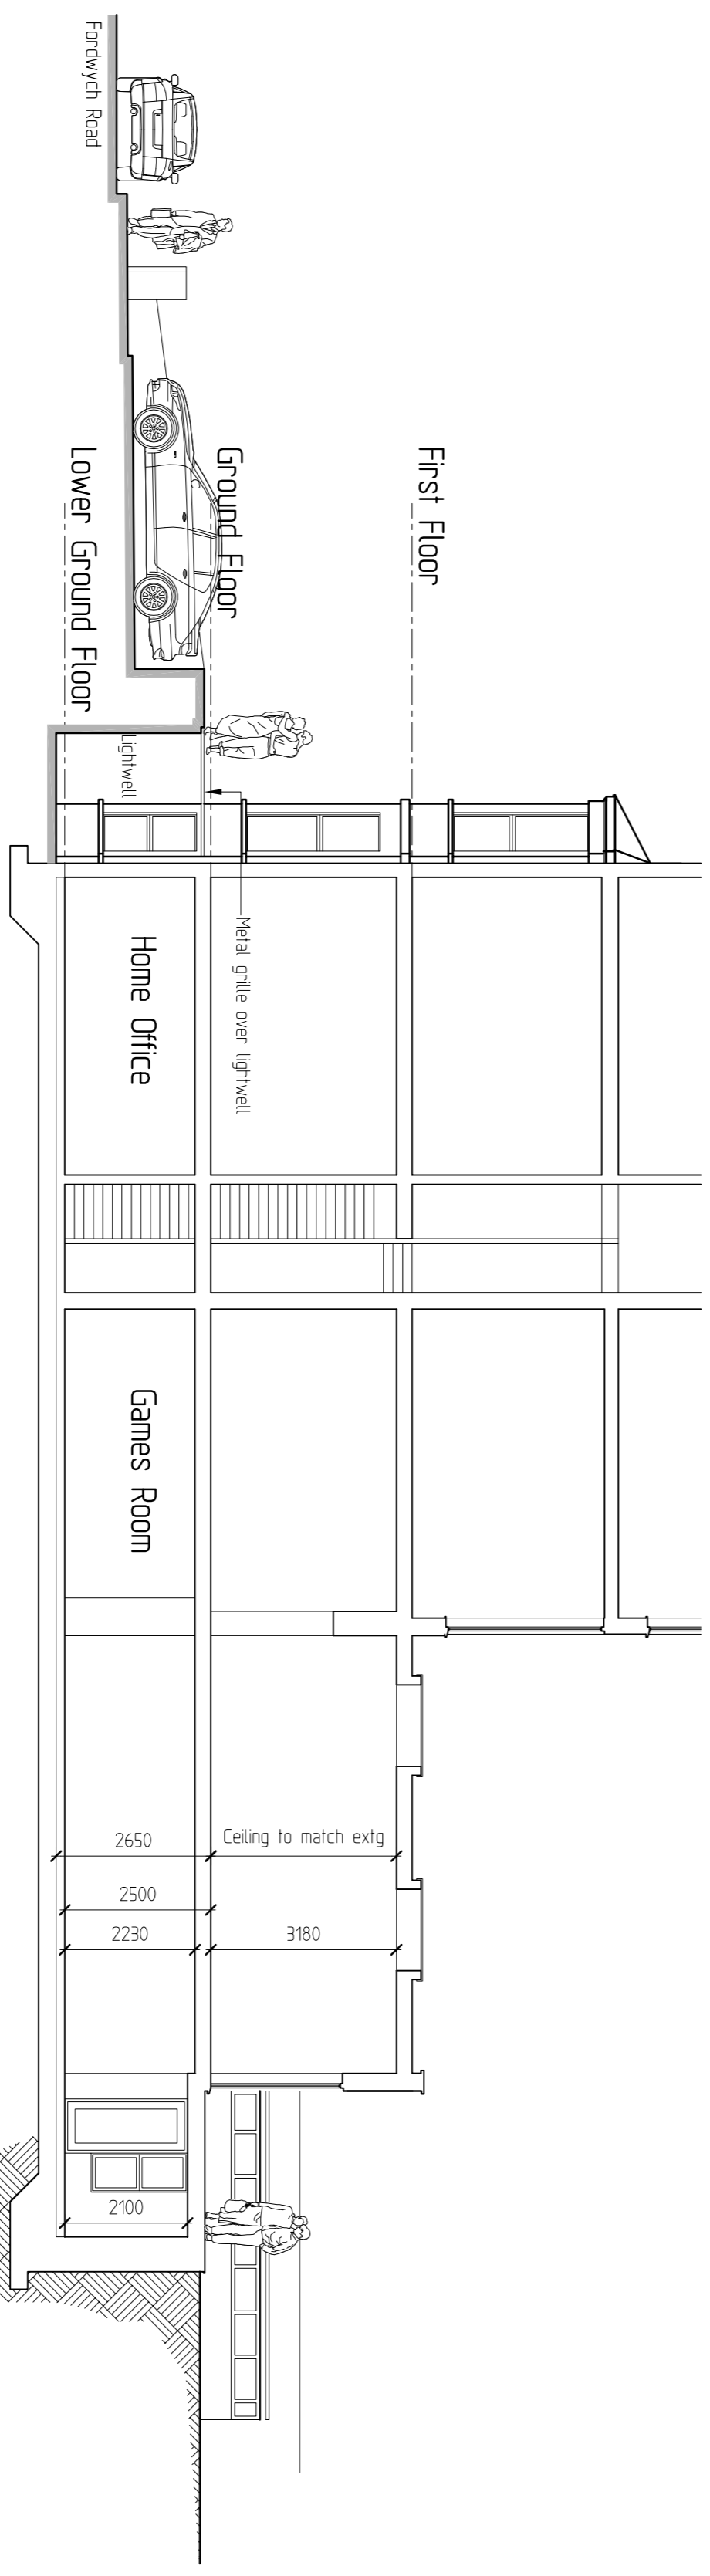 Fordwych Road
First Floor
Ground Floor
Lower Ground Floor
Lightwell
Metal grille over lightwell
Home Office
Games Room
Ceiling to match extg
2650
2500
3180
2230
2100